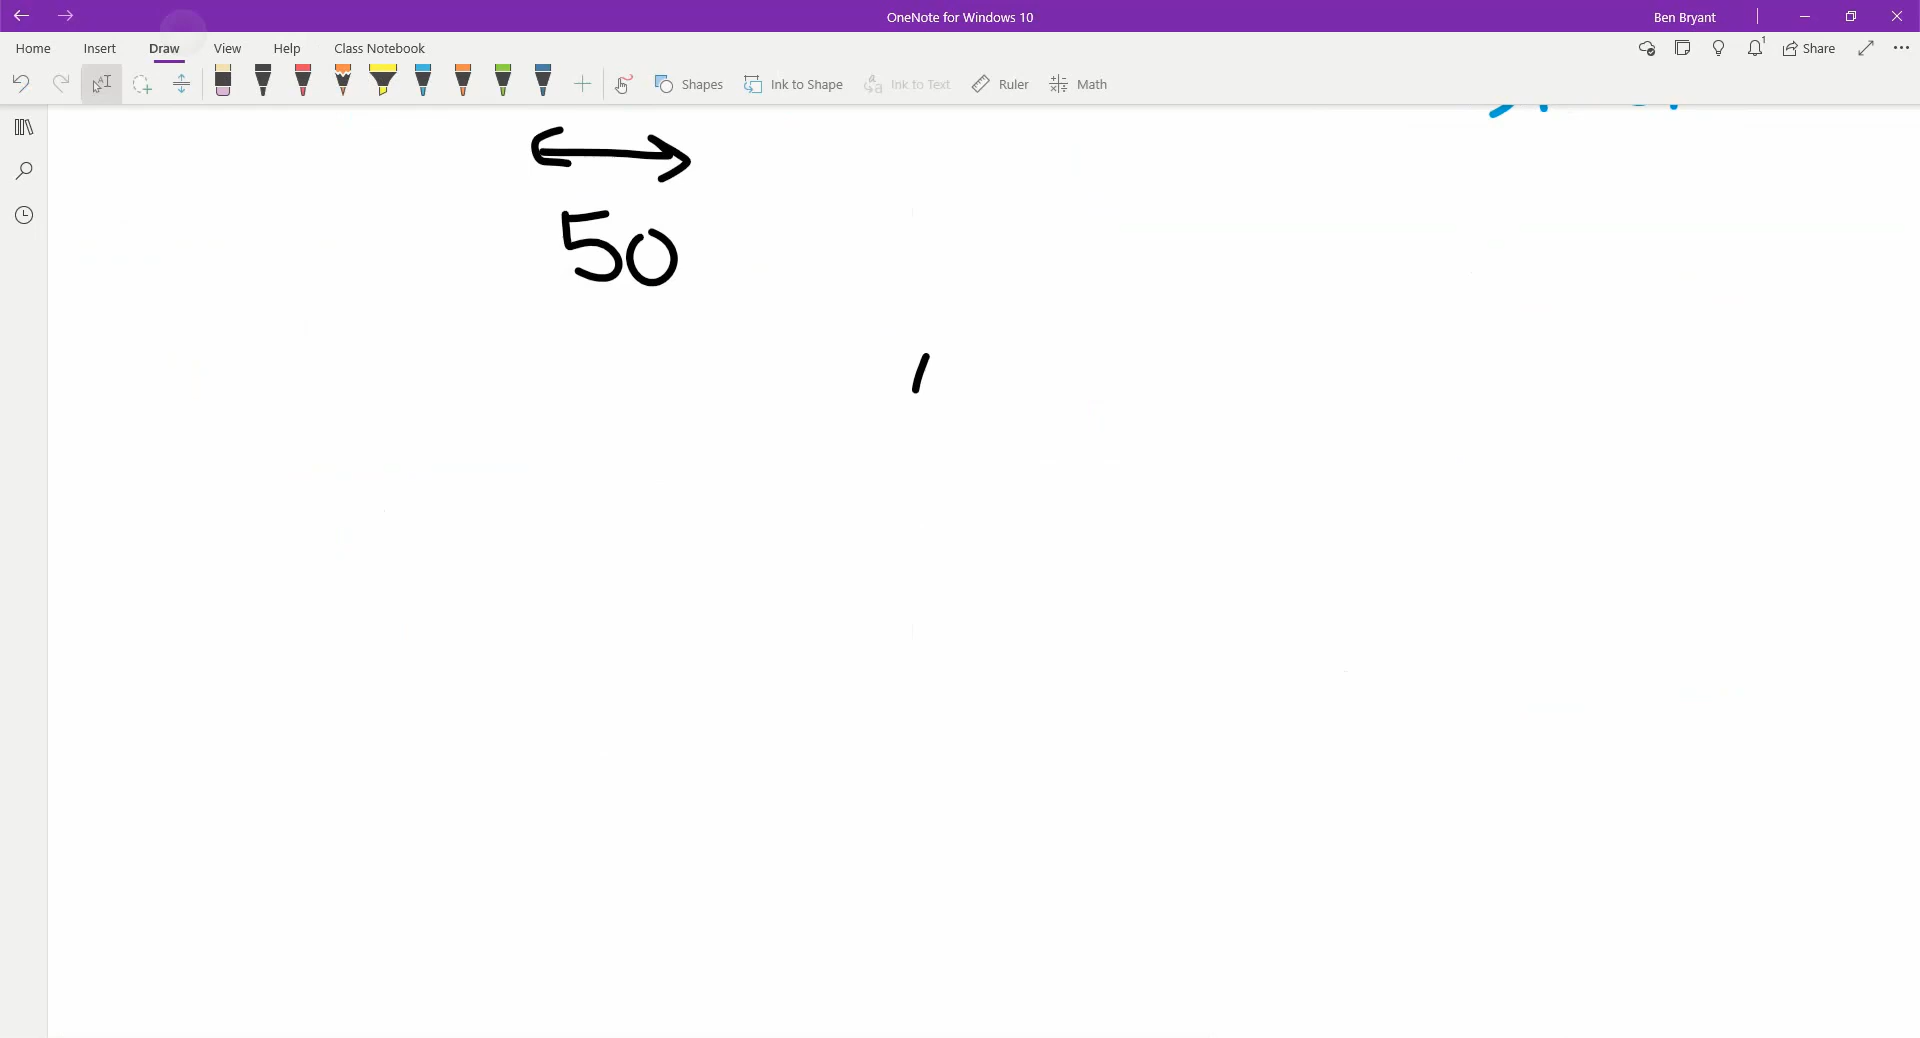 OneNote for Windows 10
Ben Bryant
Home Insert Draw View Help Class Notebook
1
Share
Shapes Ink to Shape Ink to Text Ruler Math
50